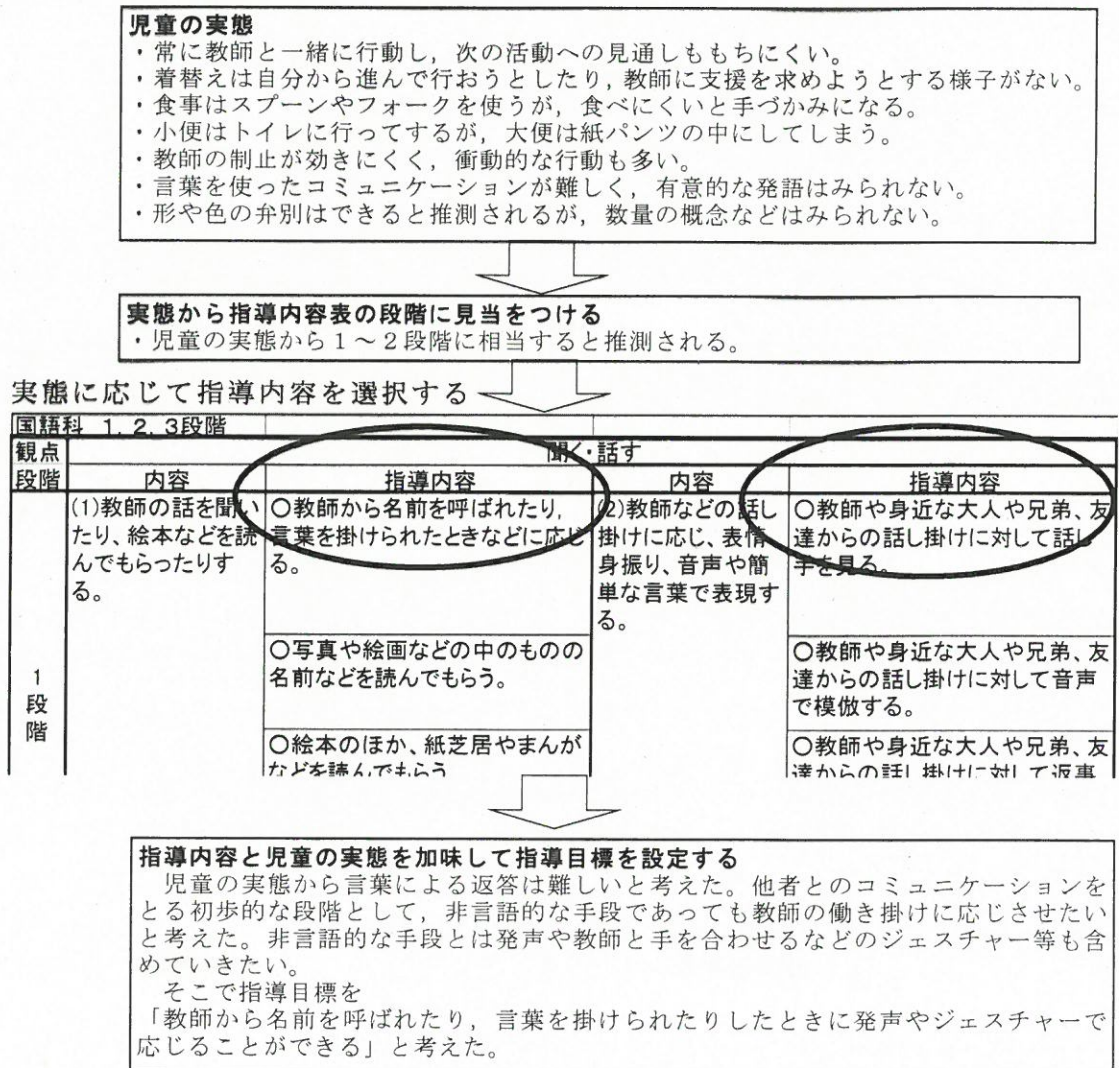 児童の実態
・常に教師と一緒に行動し，次の活動への見通しももちにくい。
・着替えは自分から進んで行おうとしたり，教師に支援を求めようとする様子がない。
・食事はスプーンやフォークを使うが，食べにくいと手づかみになる。
・小便はトイレに行ってするが，大便は紙パンツの中にしてしまう。
・教師の制止が効きにくく，衝動的な行動も多い。
・言葉を使ったコミュニケーションが難しく，有意的な発語はみられない。
・形や色の弁別はできると推測されるが，数量の概念などはみられない。
実態から指導内容表の段階に見当をつける
・児童の実態から１～２段階に相当すると推測される。
実態に応じて指導内容を選択する
国語科　1，2，3段階
観点　聞く・話す
段階　内容　指導内容　内容　指導内容
1段階
(1)教師の話を聞い
たり、絵本などを読
んでもらったりす
る。
○教師から名前を呼ばれたり，
言葉を掛けられたときなどに応じ
る。
○写真や絵画などの中のものの
名前などを読んでもらう。
○絵本のほか、紙芝居やまんが
などを読んでもらう
(2)教師などの話し
掛けに応じ、表情
身振り、音声や簡
単な言葉で表現す
る。
○教師や身近な大人や兄弟、友
達からの話し掛けに対して話し
手を見る。
○教師や身近な大人や兄弟、友
達からの話し掛けに対して音声
で模倣する。
○教師や身近な大人や兄弟、友
達からの話し掛けに対して返事
指導内容と児童の実態を加味して指導目標を設定する
児童の実態から言葉による返答は難しいと考えた。他者とのコミュニケーションを
とる初歩的な段階として，非言語的な手段であっても教師の働き掛けに応じさせたい
と考えた。非言語的な手段とは発声や教師と手を合わせるなどのジェスチャー等も含
めていきたい。
そこで指導目標を
「教師から名前を呼ばれたり，言葉を掛けられたりしたときに発声やジェスチャーで
応じることができる」と考えた。